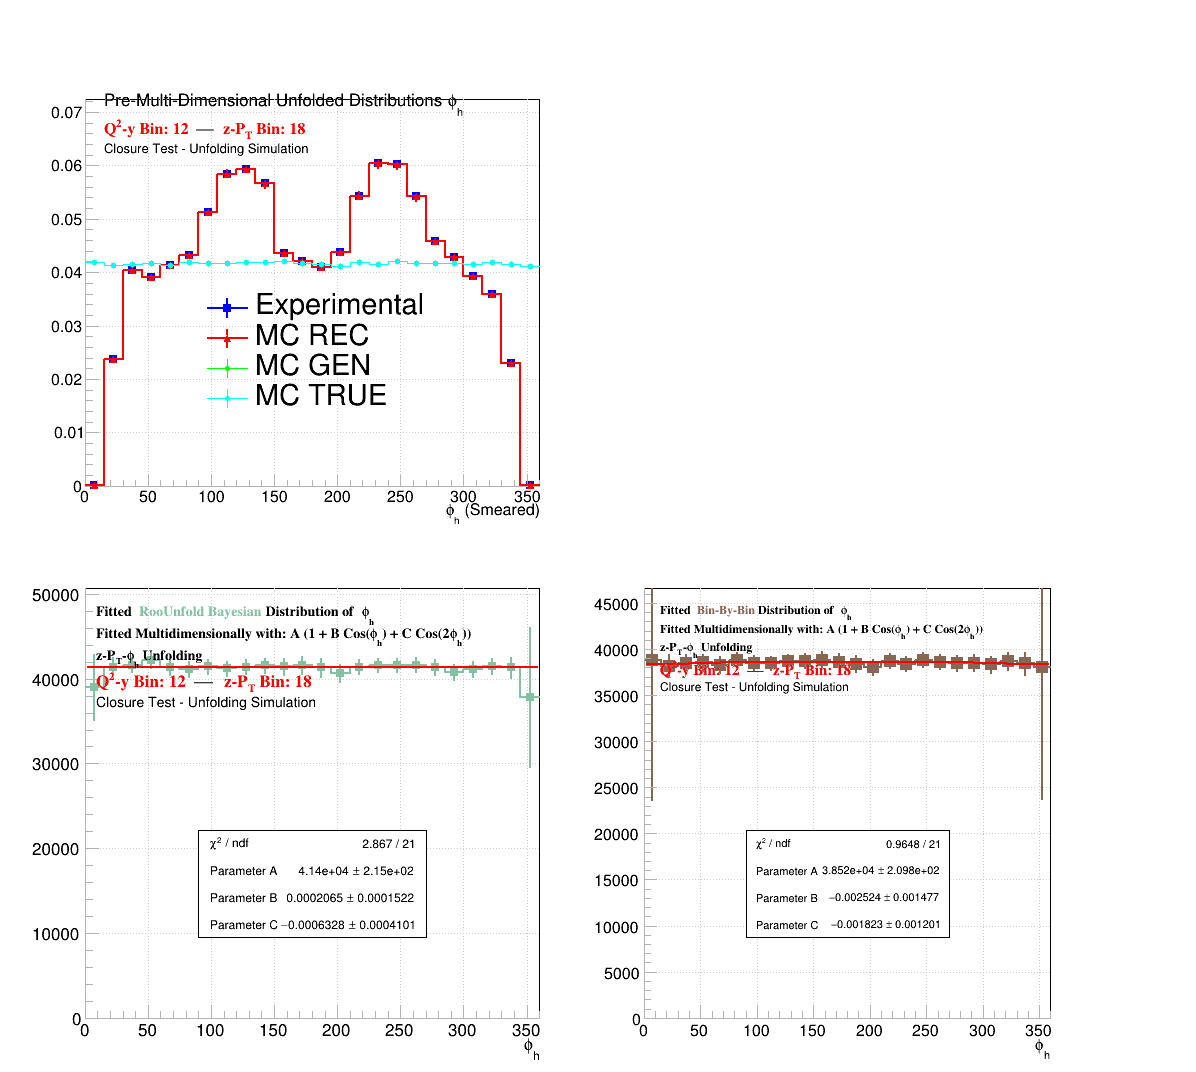 Pre-Multi-Dimensional Unfolded Distributions ϕh
Q²-y Bin: 12 — z-PT Bin: 18
Closure Test - Unfolding Simulation
0.07
0.06
0.05
0.04
0.03
0.02
0.01
0
Experimental
MC REC
MC GEN
MC TRUE
0 50 100 150 200 250 300 350
ϕh (Smeared)
Fitted RooUnfold Bayesian Distribution of ϕh
Fitted Multidimensionally with: A (1 + B Cos(ϕh) + C Cos(2ϕh))
z-PT-ϕh Unfolding
Q²-y Bin: 12 — z-PT Bin: 18
Closure Test - Unfolding Simulation
50000
40000
30000
20000
10000
0
χ² / ndf 2.867 / 21
Parameter A 4.14e+04 ± 2.15e+02
Parameter B 0.0002065 ± 0.0001522
Parameter C −0.0006328 ± 0.0004101
0 50 100 150 200 250 300 350
ϕh
Fitted Bin-By-Bin Distribution of ϕh
Fitted Multidimensionally with: A (1 + B Cos(ϕh) + C Cos(2ϕh))
z-PT-ϕh Unfolding
Q²-y Bin: 12 — z-PT Bin: 18
Closure Test - Unfolding Simulation
45000
40000
35000
30000
25000
20000
15000
10000
5000
0
χ² / ndf 0.9648 / 21
Parameter A 3.852e+04 ± 2.098e+02
Parameter B −0.002524 ± 0.001477
Parameter C −0.001823 ± 0.001201
0 50 100 150 200 250 300 350
ϕh